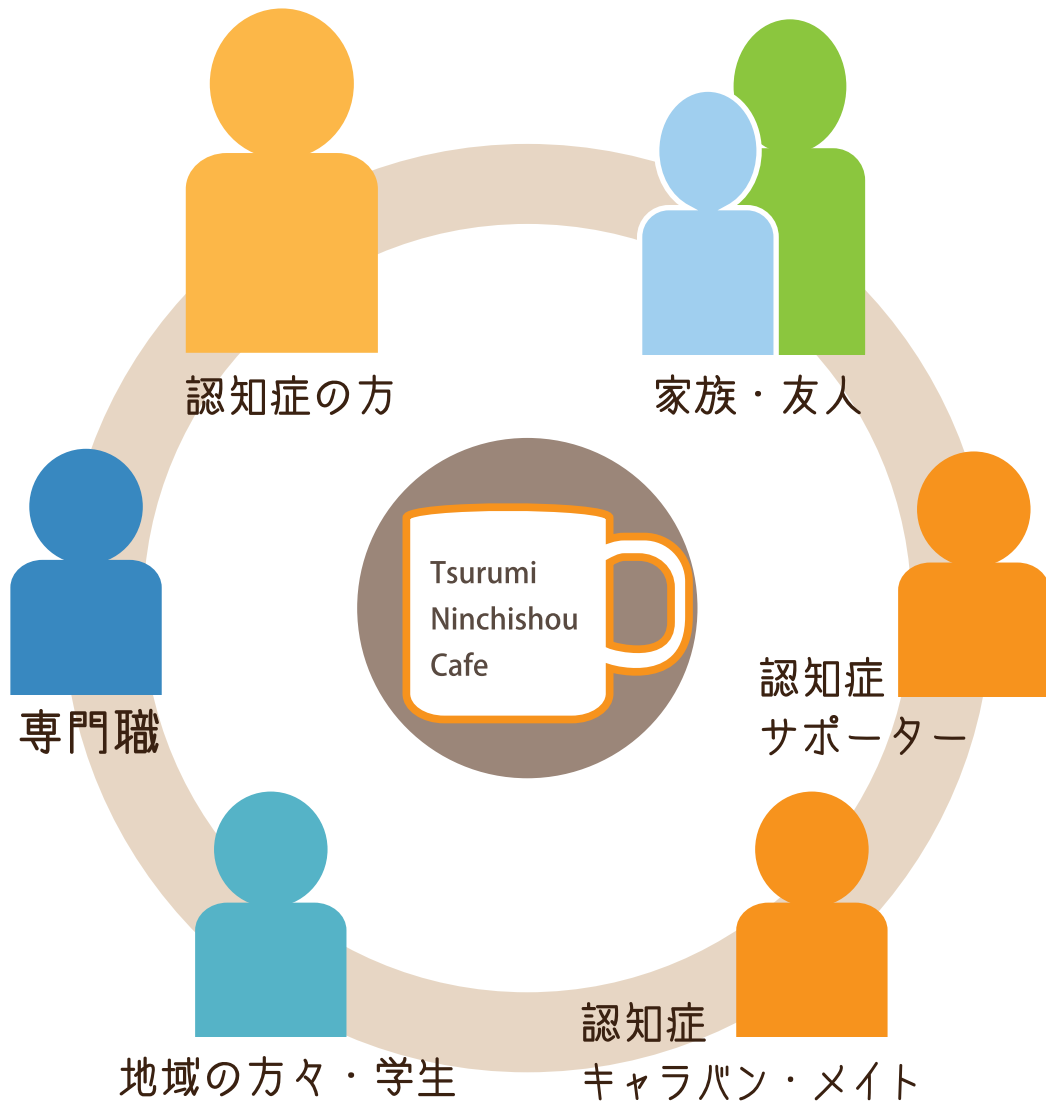 認知症の方
家族・友人
Tsurumi
Ninchishou
Cafe
認知症
サポーター
専門職
認知症
キャラバン・メイト
地域の方々・学生